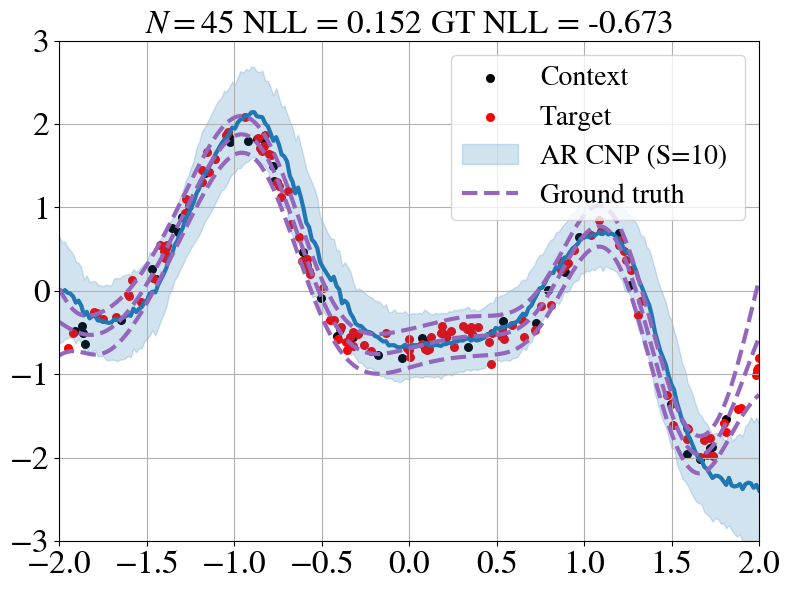 N = 45 NLL = 0.152 GT NLL = -0.673
Context
Target
AR CNP (S=10)
Ground truth
3
2
1
0
−1
−2
−3
−2.0 −1.5 −1.0 −0.5 0.0 0.5 1.0 1.5 2.0